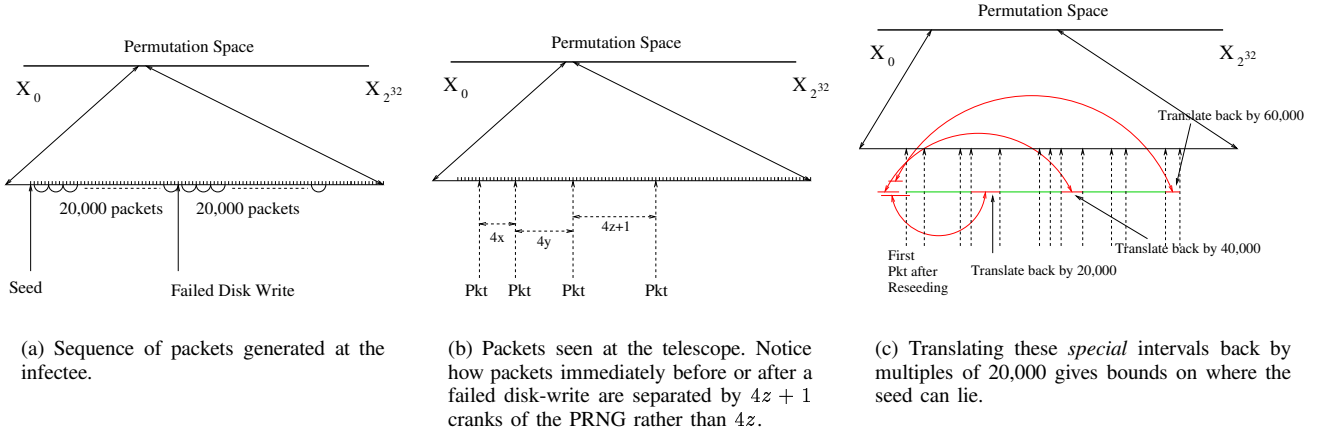 Permutation Space
X0
X2^32
20,000 packets
20,000 packets
Seed
Failed Disk Write
(a) Sequence of packets generated at the
infectee.
Permutation Space
X0
X2^32
4x
4y
4z+1
Pkt
Pkt
Pkt
Pkt
(b) Packets seen at the telescope. Notice
how packets immediately before or after a
failed disk-write are separated by 4z + 1
cranks of the PRNG rather than 4z.
Permutation Space
X0
X2^32
Translate back by 60,000
Translate back by 40,000
First
Pkt after
Reseeding
Translate back by 20,000
(c) Translating these special intervals back by
multiples of 20,000 gives bounds on where the
seed can lie.